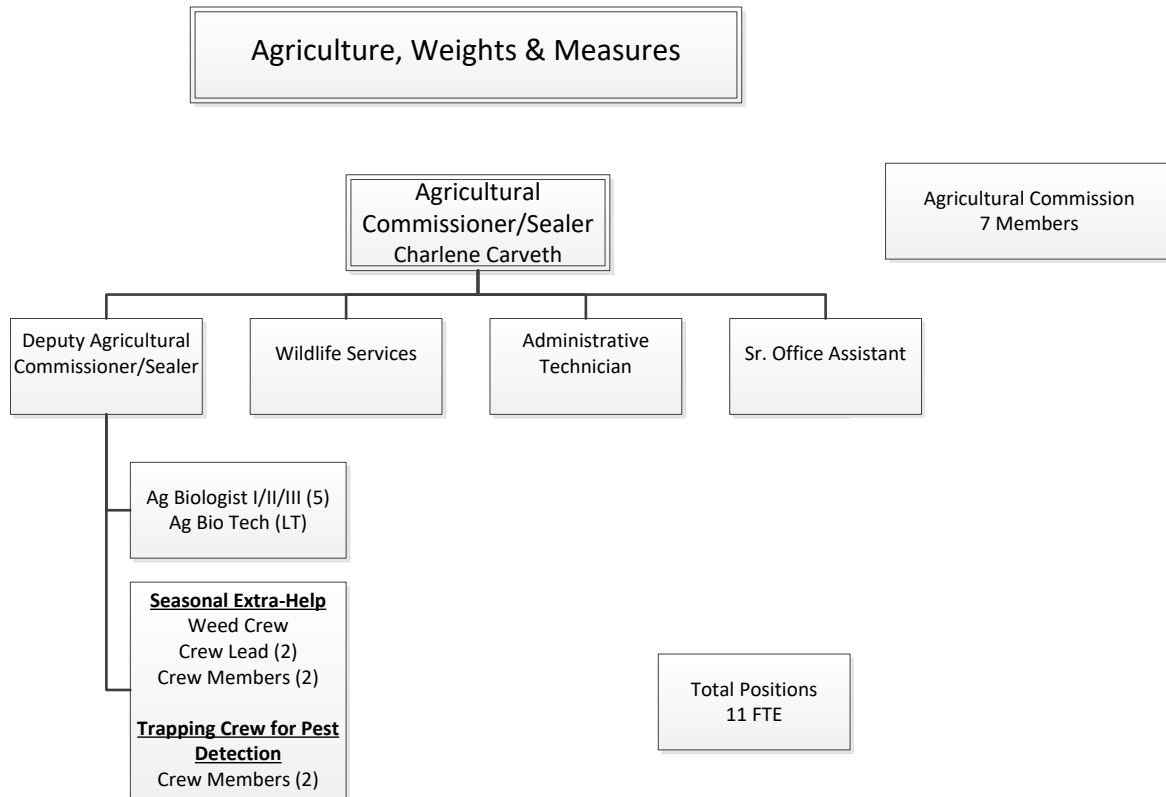 Agriculture, Weights & Measures
Agricultural
Commissioner/Sealer
Charlene Carveth
Agricultural Commission
7 Members
Deputy Agricultural
Commissioner/Sealer
Wildlife Services
Administrative
Technician
Sr. Office Assistant
Ag Biologist I/II/III (5)
Ag Bio Tech (LT)
Seasonal Extra-Help
Weed Crew
Crew Lead (2)
Crew Members (2)
Trapping Crew for Pest
Detection
Crew Members (2)
Total Positions
11 FTE